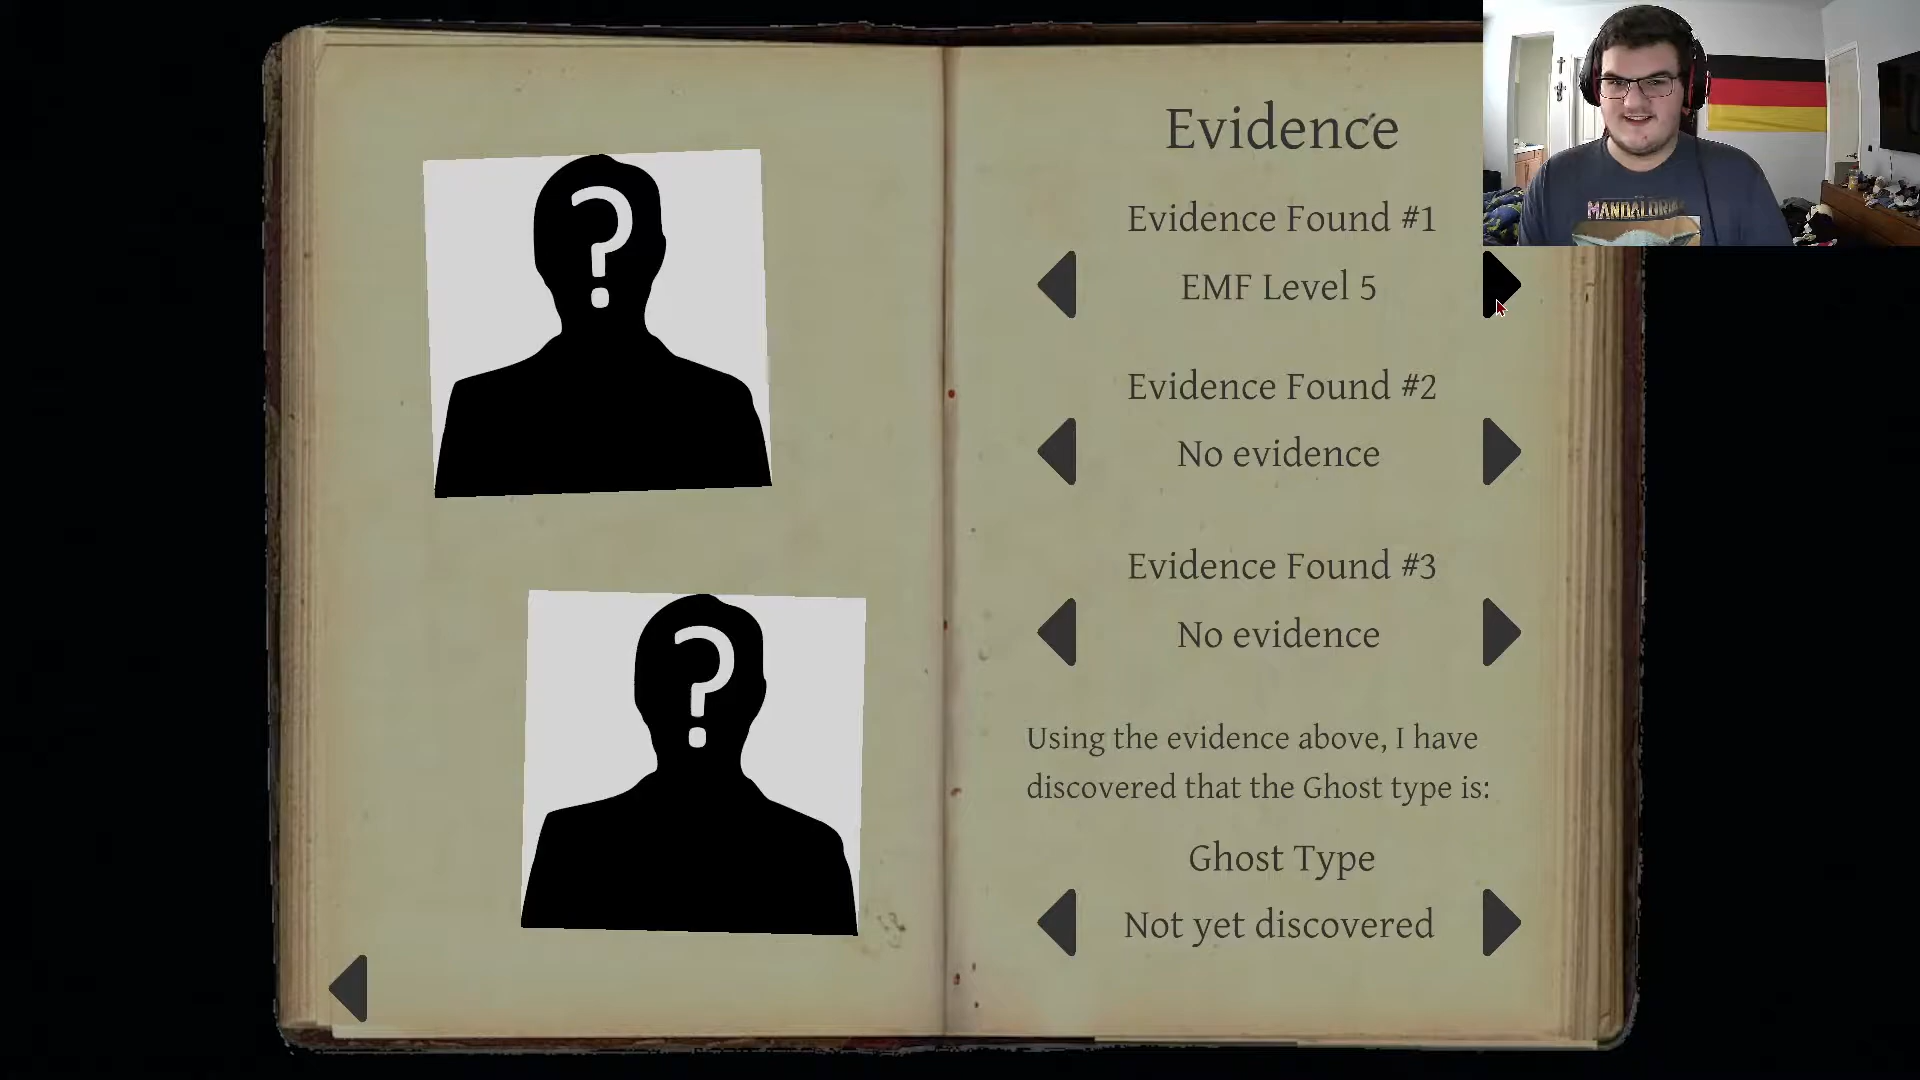 Evidence
Evidence Found #1
EMF Level 5
Evidence Found #2
No evidence
Evidence Found #3
No evidence
Using the evidence above, I have
discovered that the Ghost type is:
Ghost Type
Not yet discovered
?
?
MANDALORIAN